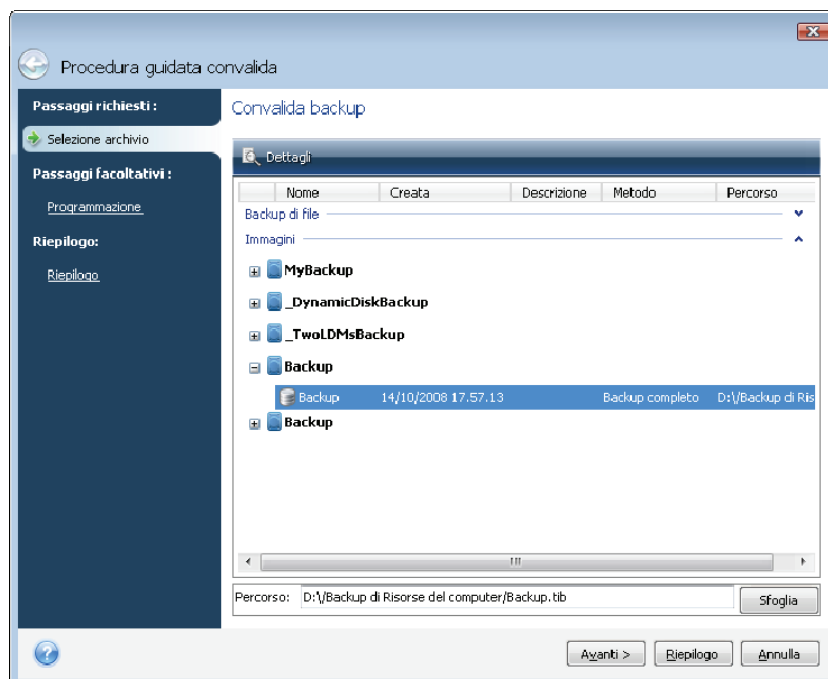 Procedura guidata convalida
Passaggi richiesti :
Selezione archivio
Passaggi facoltativi :
Programmazione
Riepilogo:
Riepilogo
Convalida backup
Dettagli
Nome Creata Descrizione Metodo Percorso
Backup di file
Immagini
MyBackup
_DynamicDiskBackup
_TwoLDMsBackup
Backup
Backup 14/10/2008 17.57.13 Backup completo D:\/Backup di Ris
Backup
Percorso: D:\/Backup di Risorse del computer/Backup.tib Sfoglia
Avanti > Riepilogo Annulla